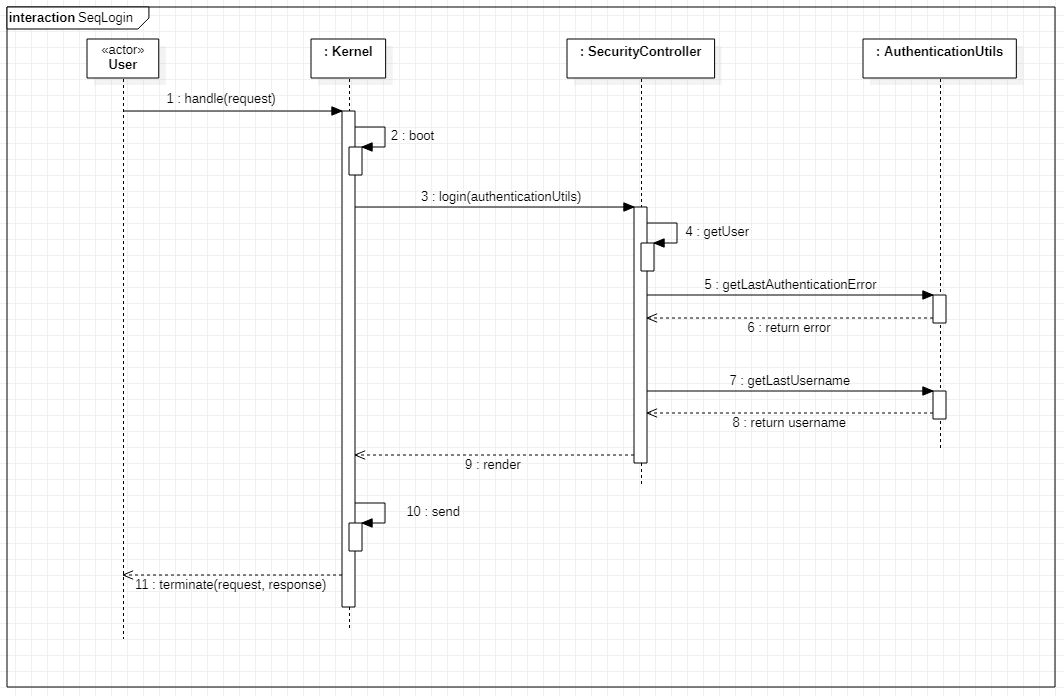 interaction SeqLogin
«actor»
User
: Kernel
: SecurityController
: AuthenticationUtils
1 : handle(request)
2 : boot
3 : login(authenticationUtils)
4 : getUser
5 : getLastAuthenticationError
6 : return error
7 : getLastUsername
8 : return username
9 : render
10 : send
11 : terminate(request, response)